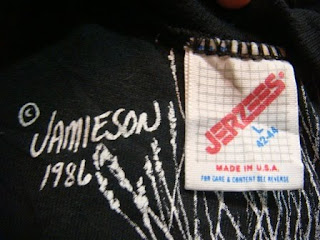 © JAMIESON
1986
JERZEES®
L
42-44
MADE IN U.S.A.
FOR CARE & CONTENT SEE REVERSE